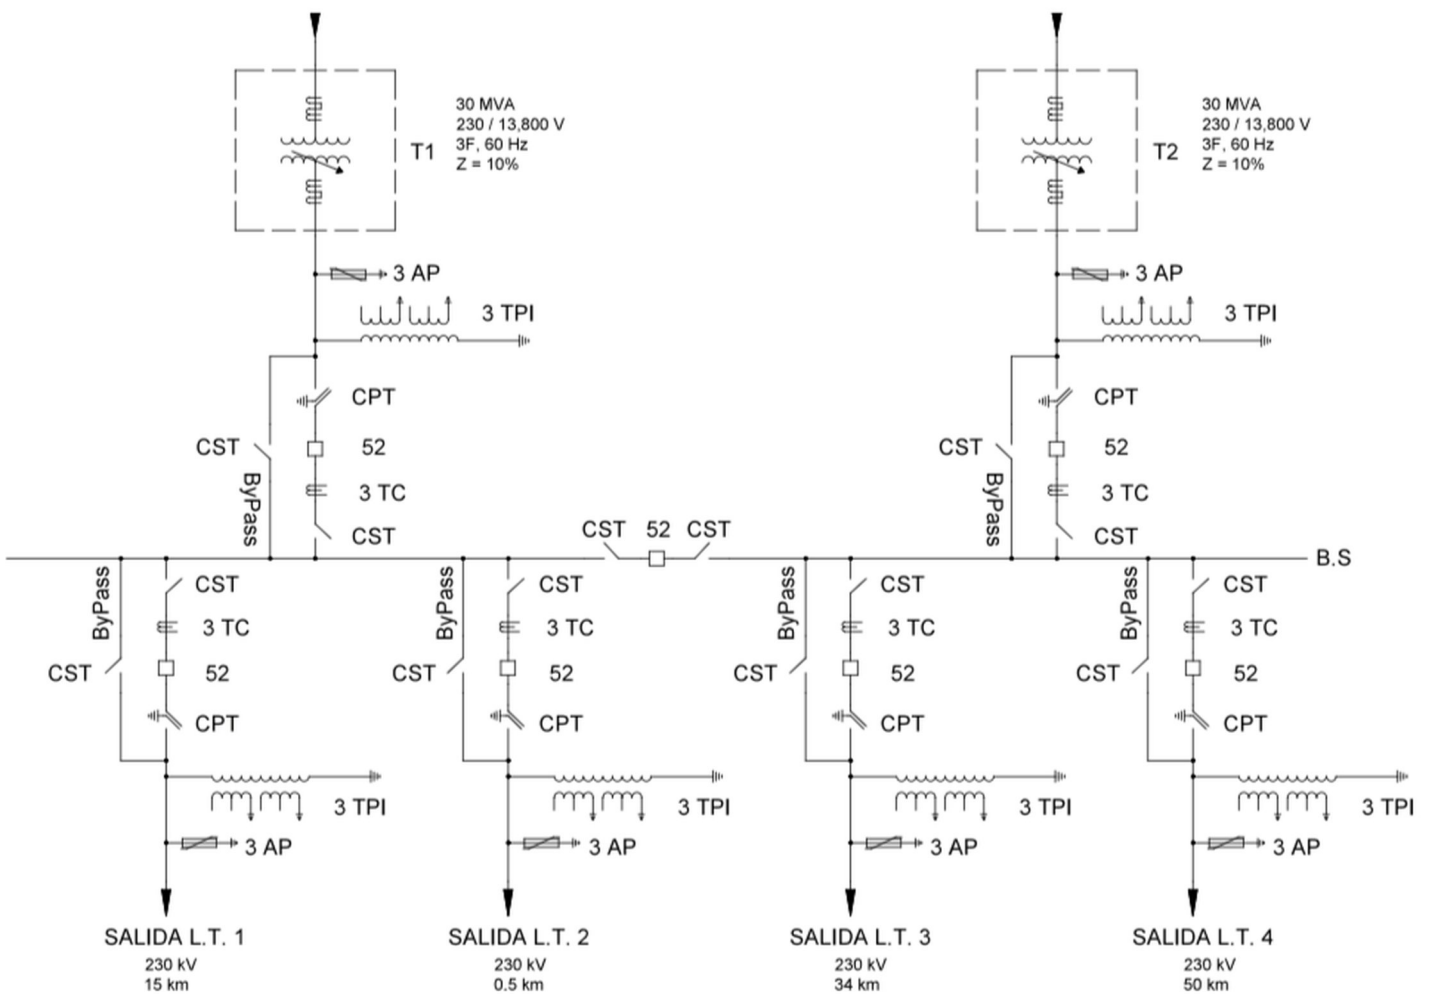 30 MVA
230 / 13,800 V
3F, 60 Hz
Z = 10%
T1
30 MVA
230 / 13,800 V
3F, 60 Hz
Z = 10%
T2
3 AP
3 AP
3 TPI
3 TPI
CPT
CPT
CST
52
CST
52
ByPass
3 TC
ByPass
3 TC
CST
CST
CST 52 CST
B.S
ByPass
CST
ByPass
CST
ByPass
CST
ByPass
CST
3 TC
3 TC
3 TC
3 TC
CST
52
CST
52
CST
52
CST
52
CPT
CPT
CPT
CPT
3 TPI
3 TPI
3 TPI
3 TPI
3 AP
3 AP
3 AP
3 AP
SALIDA L.T. 1
230 kV
15 km
SALIDA L.T. 2
230 kV
0.5 km
SALIDA L.T. 3
230 kV
34 km
SALIDA L.T. 4
230 kV
50 km